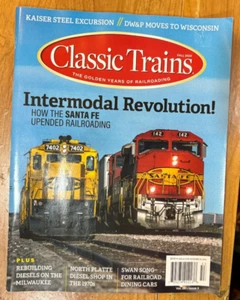 KAISER STEEL EXCURSION // DW&P MOVES TO WISCONSIN
Classic Trains
THE GOLDEN YEARS OF RAILROADING
Intermodal Revolution!
HOW THE SANTA FE
UPENDED RAILROADING
7402 7402
142 142
PLUS
REBUILDING
DIESELS ON THE
MILWAUKEE
NORTH PLATTE
DIESEL SHOP IN
THE 1970s
SWAN SONG
FOR RAILROAD
DINING CARS